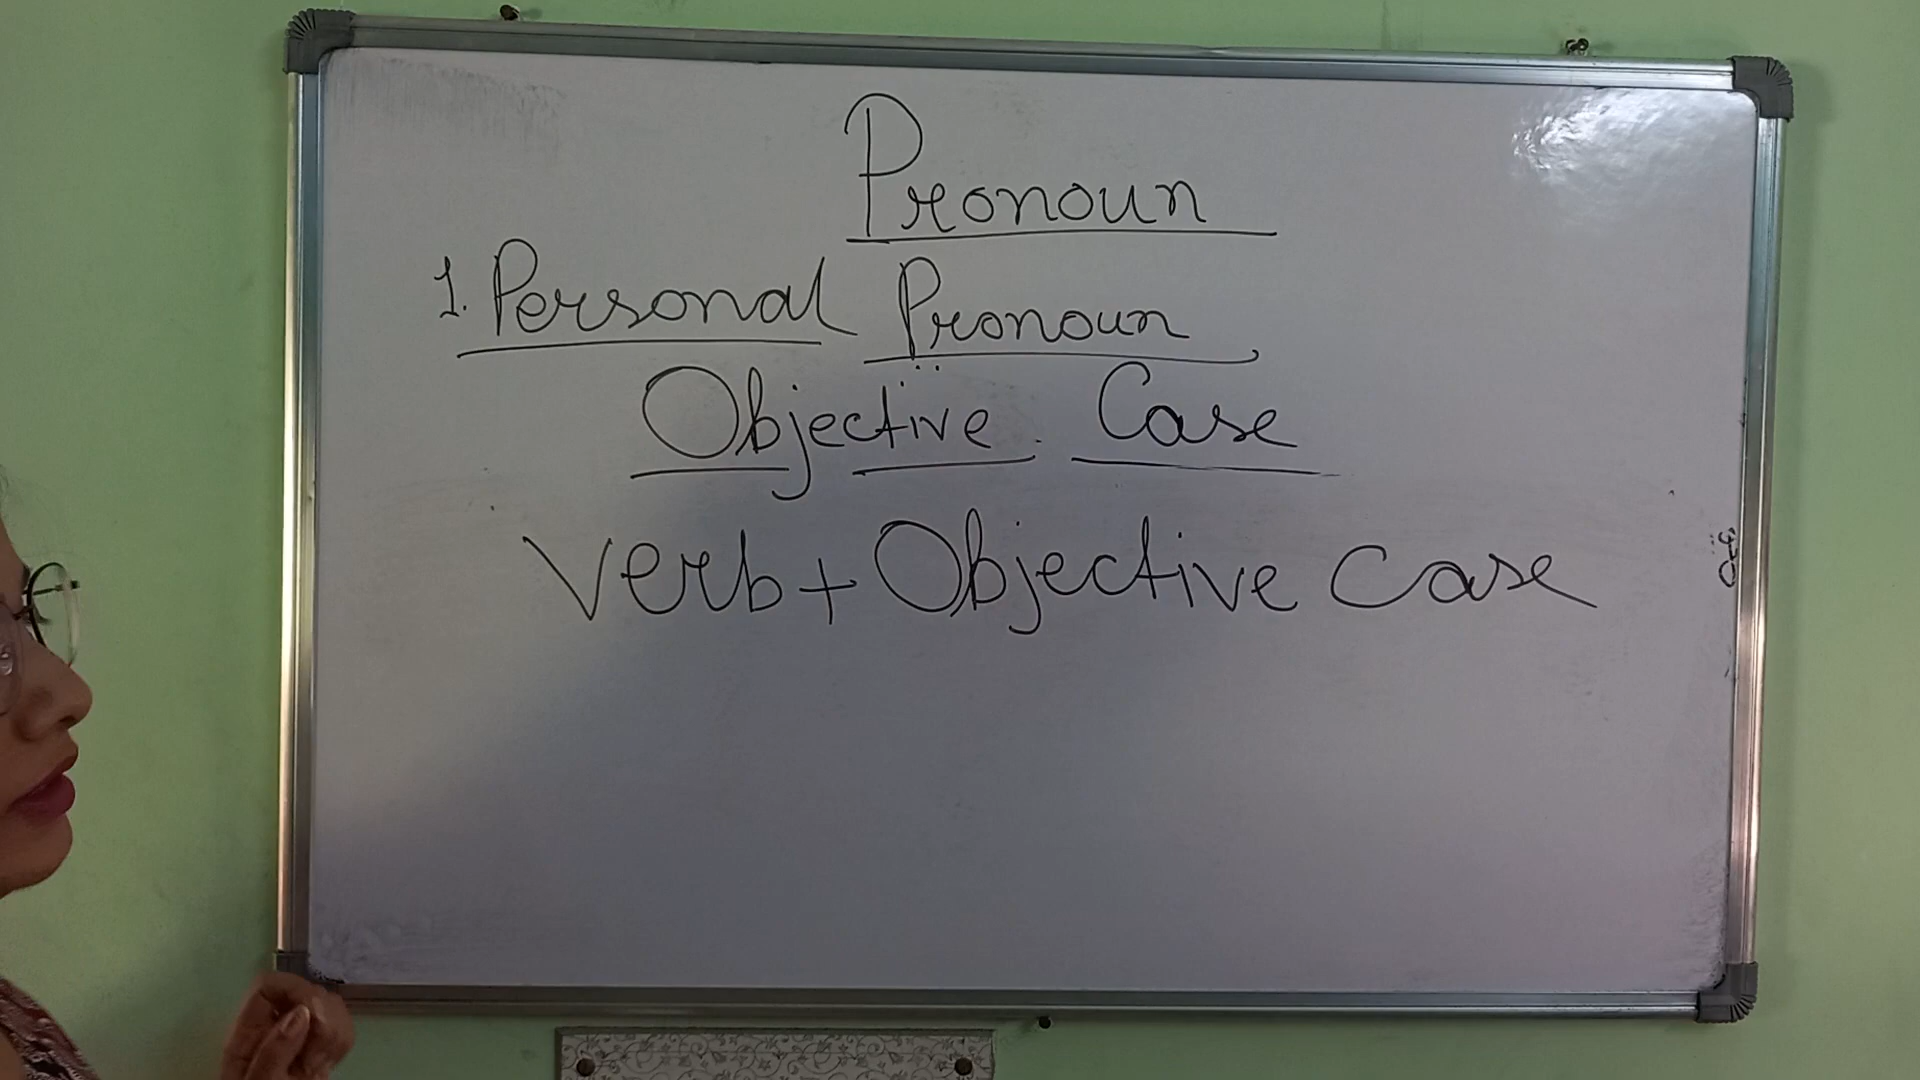 Pronoun
1. Personal Pronoun
Objective Case
Verb + Objective Case